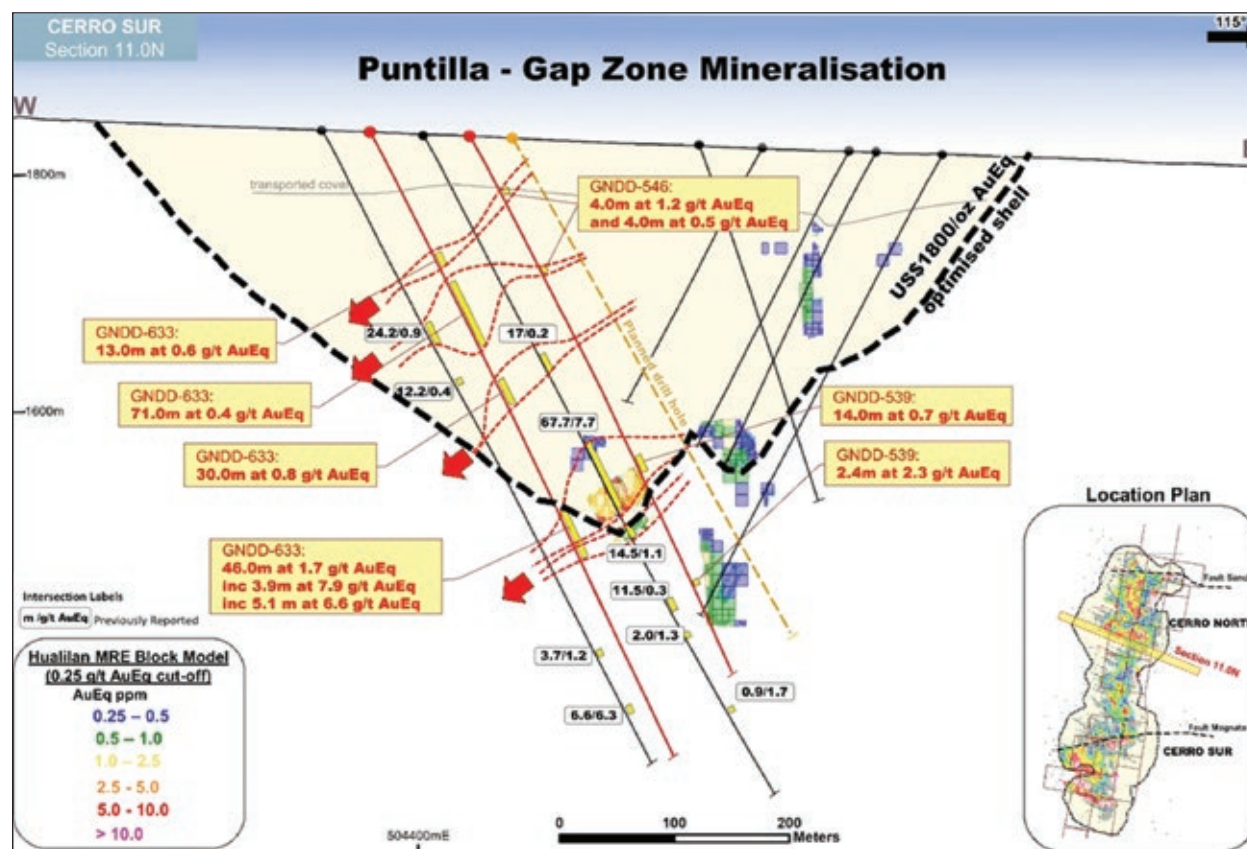 CERRO SUR
Section 11.0N
115°
Puntilla - Gap Zone Mineralisation
W
1800m
transported cover
GNDD-546:
4.0m at 1.2 g/t AuEq
and 4.0m at 0.5 g/t AuEq
US$1800/oz AuEq
optimised shell
GNDD-633:
13.0m at 0.6 g/t AuEq
24.2/0.9
17/0.2
Planned drill hole
12.2/0.4
GNDD-633:
71.0m at 0.4 g/t AuEq
1600m
67.7/7.7
GNDD-539:
14.0m at 0.7 g/t AuEq
GNDD-633:
30.0m at 0.8 g/t AuEq
GNDD-539:
2.4m at 2.3 g/t AuEq
GNDD-633:
46.0m at 1.7 g/t AuEq
inc 3.9m at 7.9 g/t AuEq
inc 5.1 m at 6.6 g/t AuEq
14.5/1.1
11.5/0.3
2.0/1.3
3.7/1.2
0.9/1.7
6.6/6.3
Intersection Labels
m /g/t AuEq Previously Reported
Hualilan MRE Block Model
(0.25 g/t AuEq cut-off)
AuEq ppm
0.25 – 0.5
0.5 – 1.0
1.0 – 2.5
2.5 - 5.0
5.0 - 10.0
> 10.0
504400mE
0 100 200
Meters
Location Plan
Fault Sand
CERRO NORT
Section 11.0N
Fault Magnata
CERRO SUR